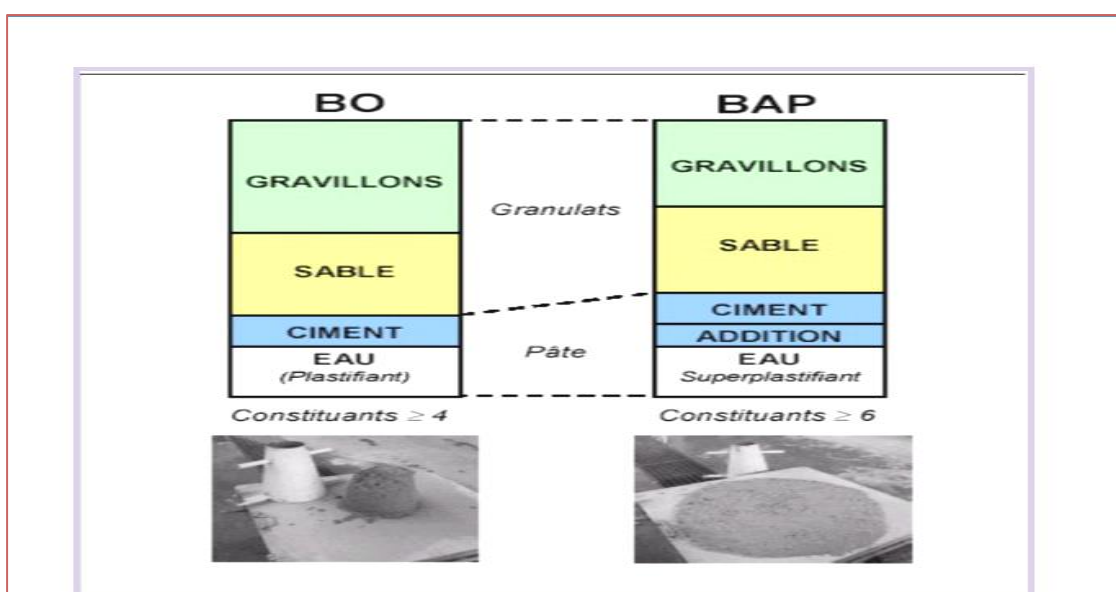 BO
BAP
GRAVILLONS
GRAVILLONS
Granulats
SABLE
SABLE
CIMENT
CIMENT
ADDITION
Pâte
EAU
(Plastifiant)
EAU
Superplastifiant
Constituants ≥ 4
Constituants ≥ 6